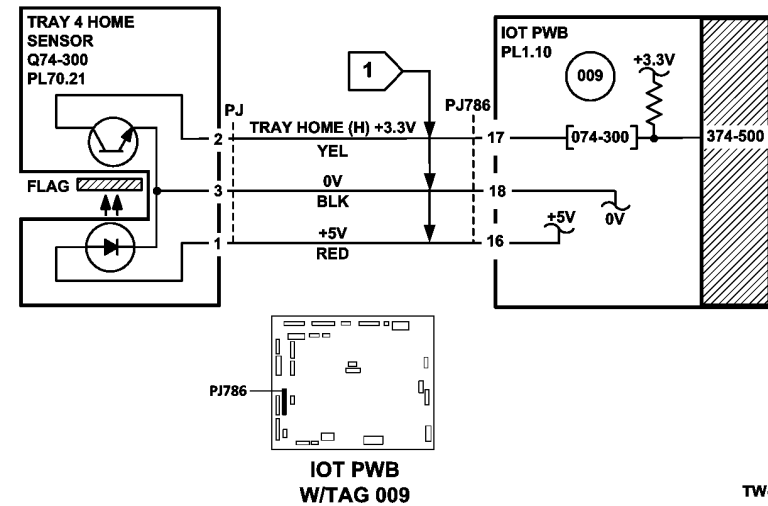 TRAY 4 HOME
SENSOR
Q74-300
PL70.21
IOT PWB
PL1.10
009
+3.3V
1
PJ
PJ786
2
TRAY HOME (H) +3.3V
YEL
17
074-300
374-500
FLAG
3
0V
BLK
18
0V
1
+5V
RED
16
+5V
PJ786
IOT PWB
W/TAG 009